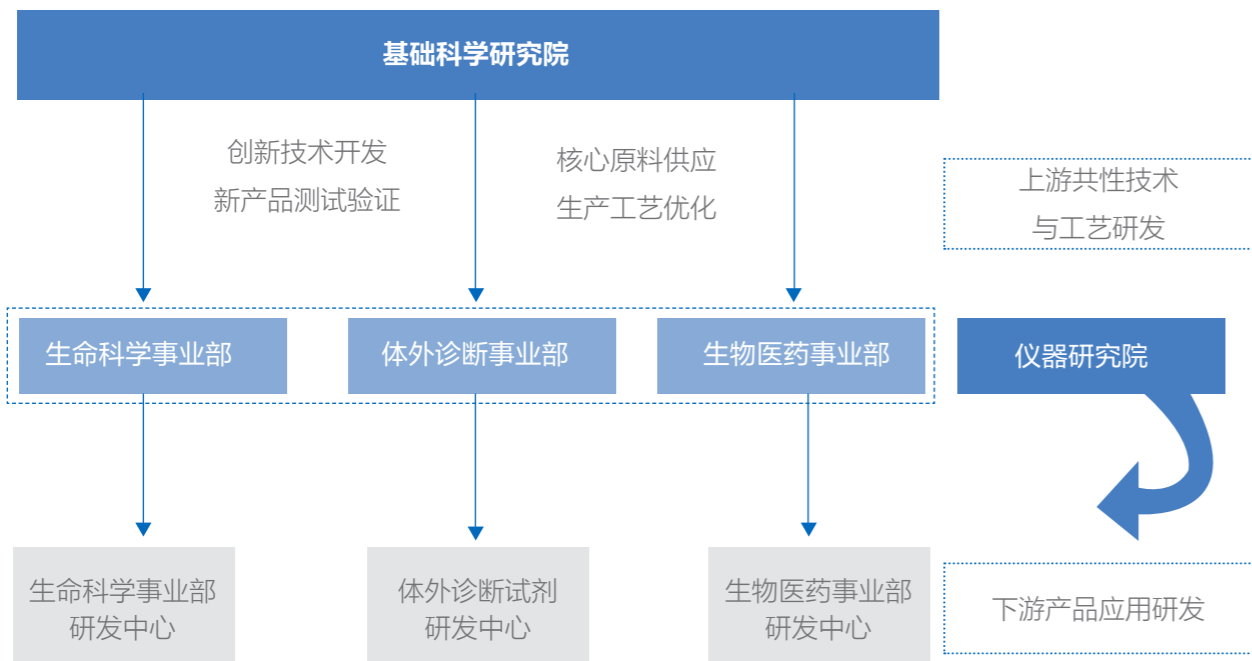 基础科学研究院
创新技术开发
新产品测试验证
核心原料供应
生产工艺优化
上游共性技术
与工艺研发
生命科学事业部
体外诊断事业部
生物医药事业部
仪器研究院
生命科学事业部
研发中心
体外诊断试剂
研发中心
生物医药事业部
研发中心
下游产品应用研发